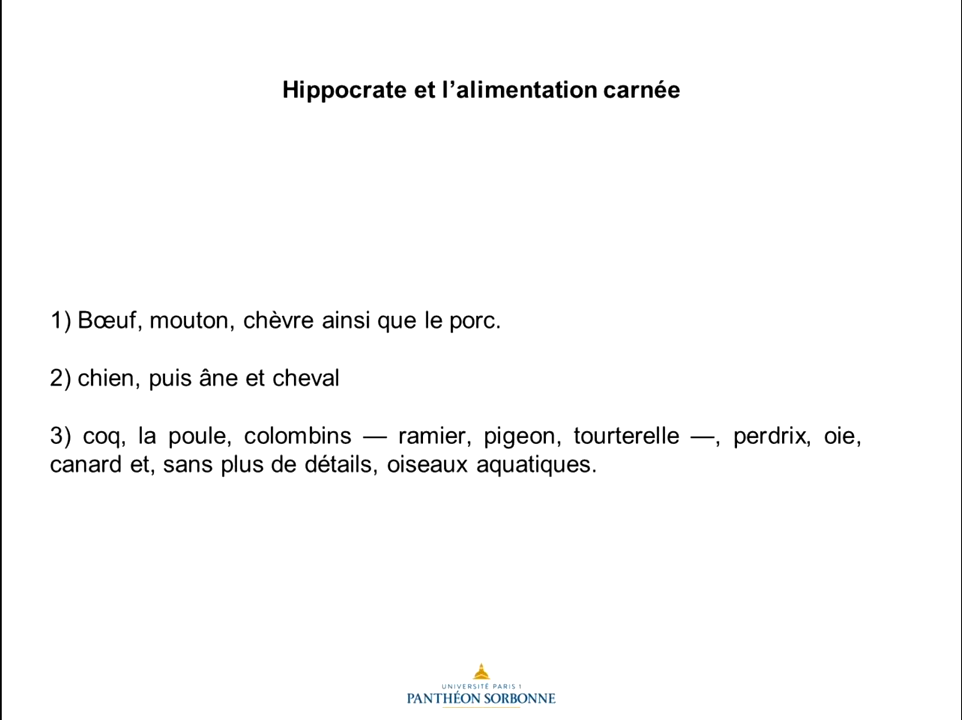 Hippocrate et l’alimentation carnée
1) Bœuf, mouton, chèvre ainsi que le porc.
2) chien, puis âne et cheval
3) coq, la poule, colombins — ramier, pigeon, tourterelle —, perdrix, oie,
canard et, sans plus de détails, oiseaux aquatiques.
UNIVERSITÉ PARIS 1
PANTHÉON SORBONNE